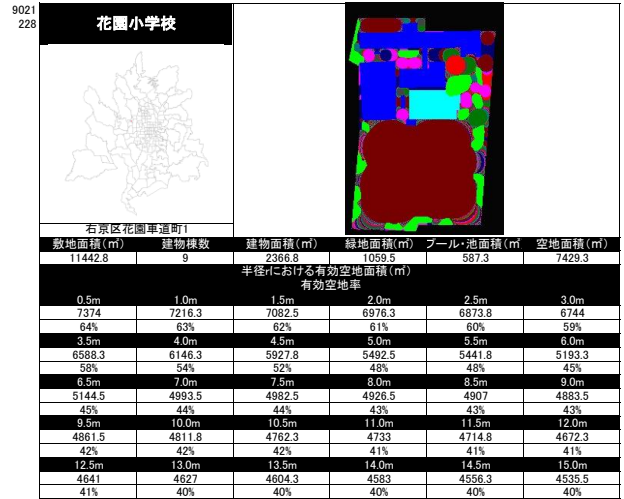 9021
228
花園小学校
右京区花園車道町1
敷地面積(㎡) 建物棟数 建物面積(㎡) 緑地面積(㎡) プール・池面積(㎡ 空地面積(㎡)
11442.8 9 2366.8 1059.5 587.3 7429.3
半径rにおける有効空地面積(㎡)
有効空地率
0.5m 1.0m 1.5m 2.0m 2.5m 3.0m
7374 7216.3 7082.5 6976.3 6873.8 6744
64% 63% 62% 61% 60% 59%
3.5m 4.0m 4.5m 5.0m 5.5m 6.0m
6588.3 6146.3 5927.8 5492.5 5441.8 5193.3
58% 54% 52% 48% 48% 45%
6.5m 7.0m 7.5m 8.0m 8.5m 9.0m
5144.5 4993.5 4982.5 4926.5 4907 4883.5
45% 44% 44% 43% 43% 43%
9.5m 10.0m 10.5m 11.0m 11.5m 12.0m
4861.5 4811.8 4762.3 4733 4714.8 4672.3
42% 42% 42% 41% 41% 41%
12.5m 13.0m 13.5m 14.0m 14.5m 15.0m
4641 4627 4604.3 4583 4556.3 4535.5
41% 40% 40% 40% 40% 40%